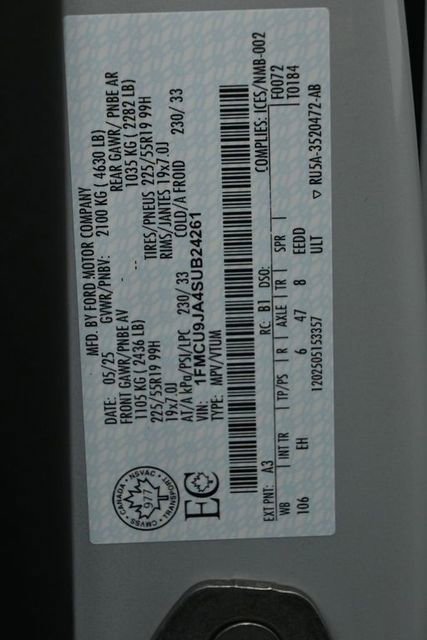 MFD. BY FORD MOTOR COMPANY
DATE: 05/25 GVWR/PNBV: 2100 KG ( 4630 LB)
FRONT GAWR/ PNBE AV REAR GAWR/ PNBE AR
1105 KG ( 2436 LB) 1035 KG ( 2282 LB)
225/55R19 99H TIRES/PNEUS 225/55R19 99H
19x7.0J RIMS/JANTES 19x7.0J
AT/A kPa/PSI/LPC 230/ 33 COLD/A FROID 230/ 33
VIN: 1FMCU9JA4SUB24261
TYPE: MPV/VTUM
COMPLIES: ICES/NMB-002
EXT PNT: A3 RC: B1 DSO: F0072
WB INT TR TP/PS R AXLE TR SPR T0184
106 EH 6 47 8 EEDD
ULT
1202505153357 ▽ RU5A-3520472-AB
CANADA • NSVAC • TRANSPORT • CMVSS •
977
EC